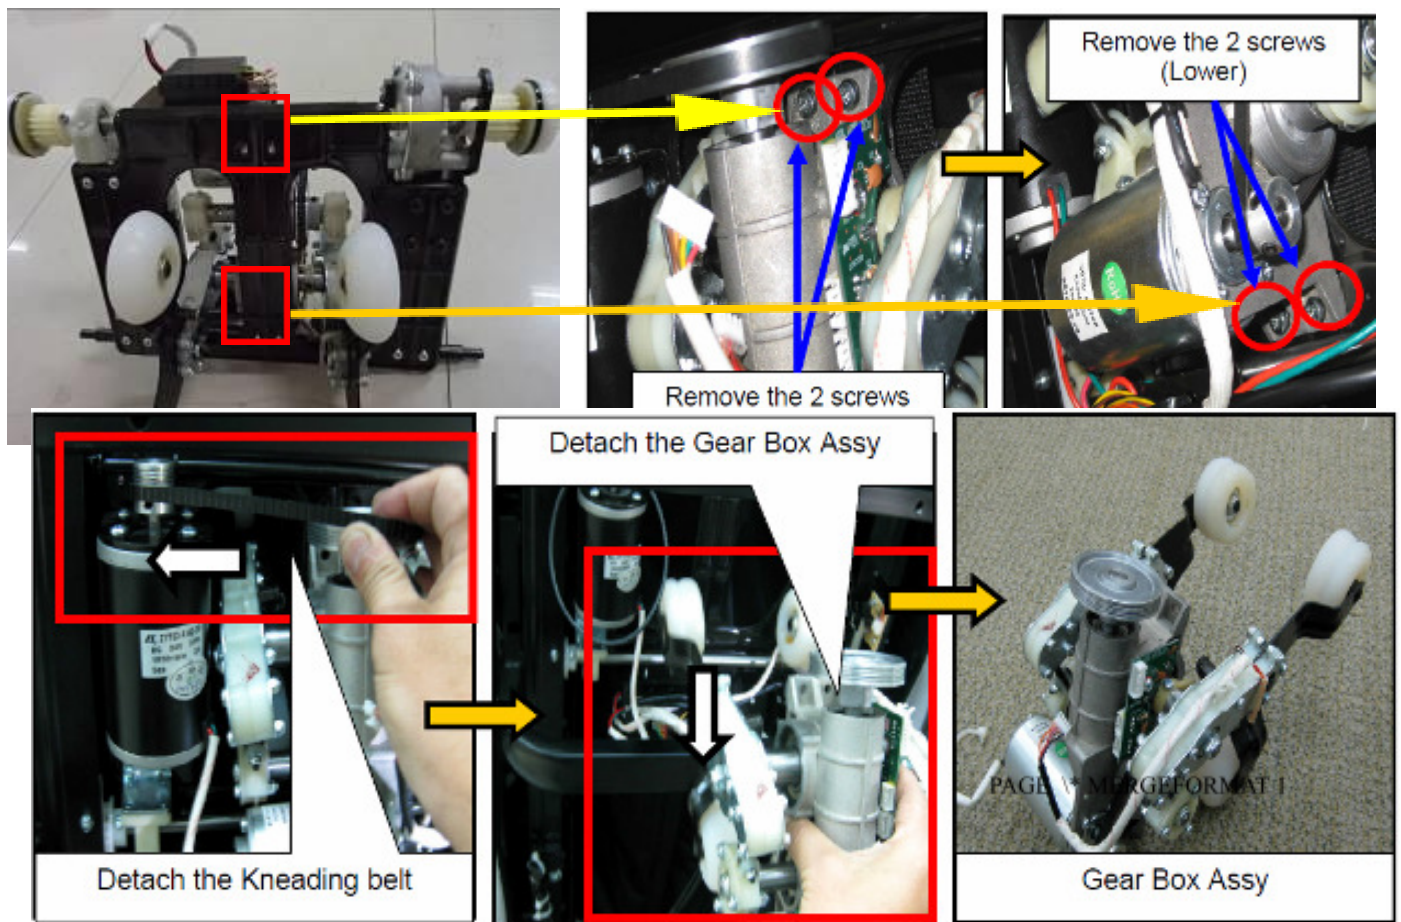 Remove the 2 screws
(Lower)
Remove the 2 screws
RoHS
Detach the Kneading belt
Detach the Gear Box Assy
PAGE \* MERGEFORMAT 1
Gear Box Assy